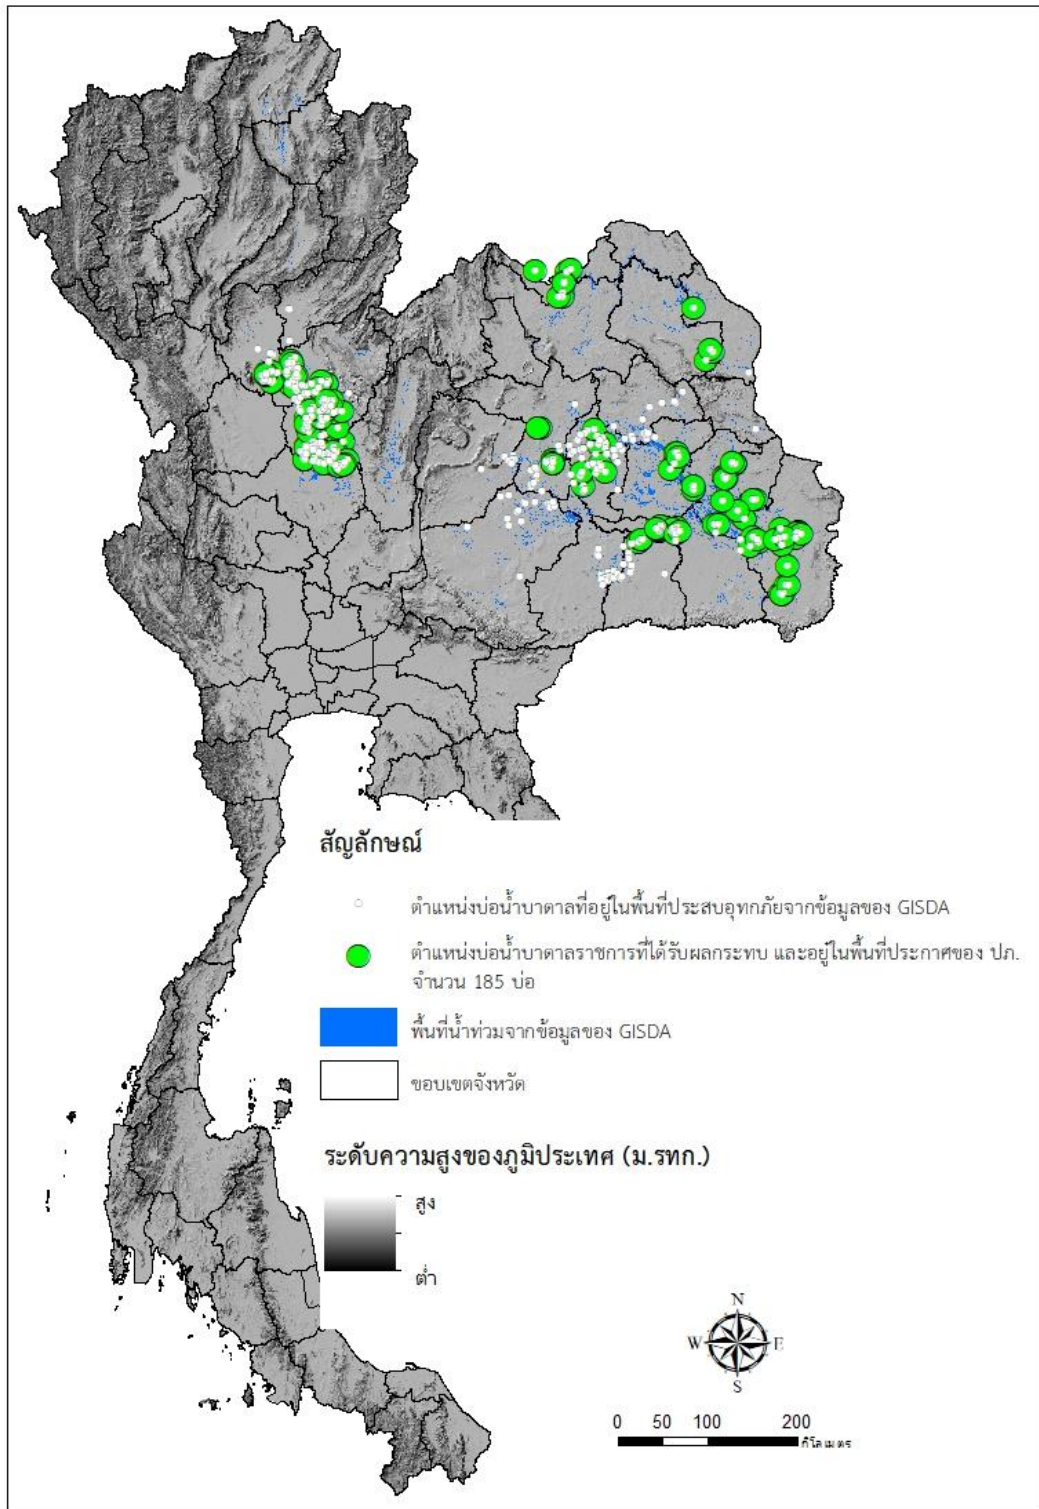 สัญลักษณ์
ตำแหน่งบ่อน้ำบาดาลที่อยู่ในพื้นที่ประสบอุทกภัยจากข้อมูลของ GISDA
ตำแหน่งบ่อน้ำบาดาลราชการที่ได้รับผลกระทบ และอยู่ในพื้นที่ประกาศของ ปภ.
จำนวน 185 บ่อ
พื้นที่น้ำท่วมจากข้อมูลของ GISDA
ขอบเขตจังหวัด
ระดับความสูงของภูมิประเทศ (ม.รทก.)
สูง
ต่ำ
N
W E
S
0 50 100 200
กิโลเมตร